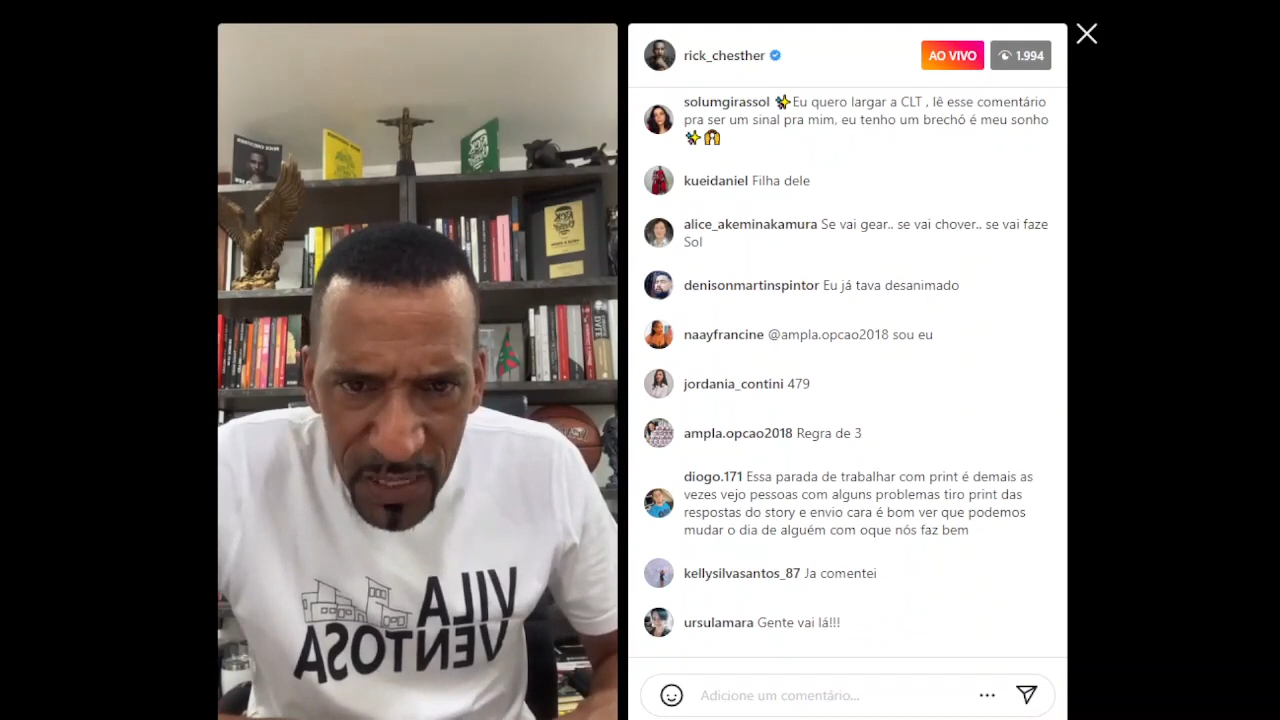 rick_chesther
AO VIVO
1.994
solumgirassol ✨Eu quero largar a CLT , lê esse comentário
pra ser um sinal pra mim, eu tenho um brechó é meu sonho
✨🙌
kueidaniel Filha dele
alice_akeminakamura Se vai gear.. se vai chover.. se vai faze
Sol
denisonmartinspintor Eu já tava desanimado
naayfrancine @ampla.opcao2018 sou eu
jordania_contini 479
ampla.opcao2018 Regra de 3
diogo.171 Essa parada de trabalhar com print é demais as
vezes vejo pessoas com alguns problemas tiro print das
respostas do story e envio cara é bom ver que podemos
mudar o dia de alguém com oque nós faz bem
kellysilvasantos_87 Ja comentei
ursulamara Gente vai lá!!!
Adicione um comentário...
VILA
VENTOSA